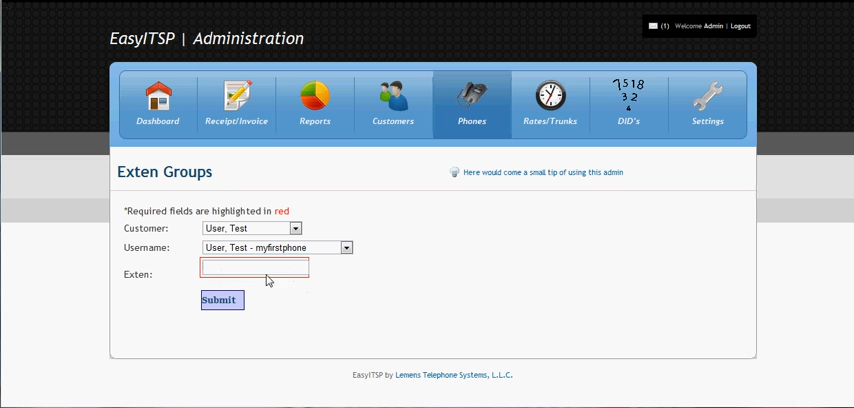 EasyITSP | Administration
(1) Welcome Admin | Logout
Dashboard
Receipt/Invoice
Reports
Customers
Phones
Rates/Trunks
7518
32
4
DID's
Settings
Exten Groups
Here would come a small tip of using this admin
*Required fields are highlighted in red
Customer: User, Test
Username: User, Test - myfirstphone
Exten:
Submit
EasyITSP by Lemens Telephone Systems, L.L.C.